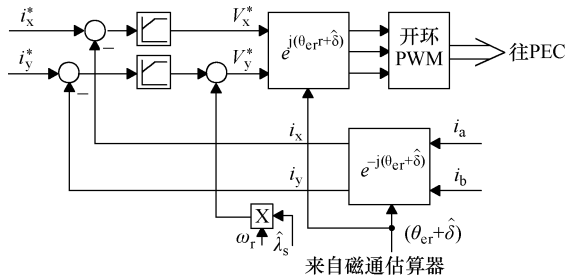 i*x
V*x
i*y
V*y
e^j(θer r+δ̂)
开环
PWM
往PEC
ix
ia
iy
e^-j(θer+δ̂)
ib
X
ωr
λ̂s
(θer+δ̂)
来自磁通估算器